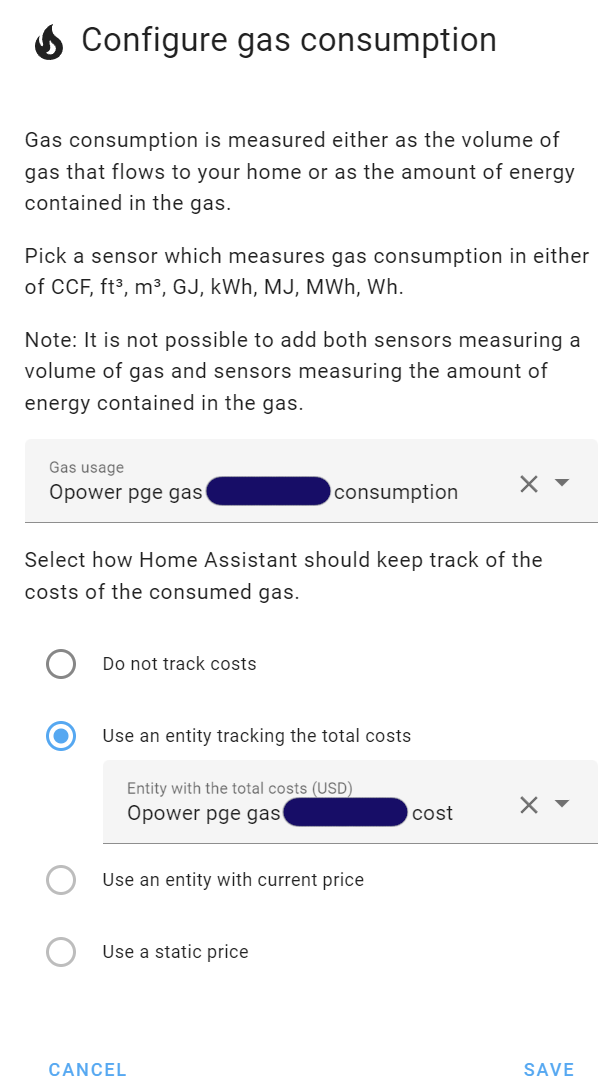 Configure gas consumption
Gas consumption is measured either as the volume of
gas that flows to your home or as the amount of energy
contained in the gas.
Pick a sensor which measures gas consumption in either
of CCF, ft³, m³, GJ, kWh, MJ, MWh, Wh.
Note: It is not possible to add both sensors measuring a
volume of gas and sensors measuring the amount of
energy contained in the gas.
Gas usage
Opower pge gas consumption
Select how Home Assistant should keep track of the
costs of the consumed gas.
Do not track costs
Use an entity tracking the total costs
Entity with the total costs (USD)
Opower pge gas cost
Use an entity with current price
Use a static price
CANCEL SAVE